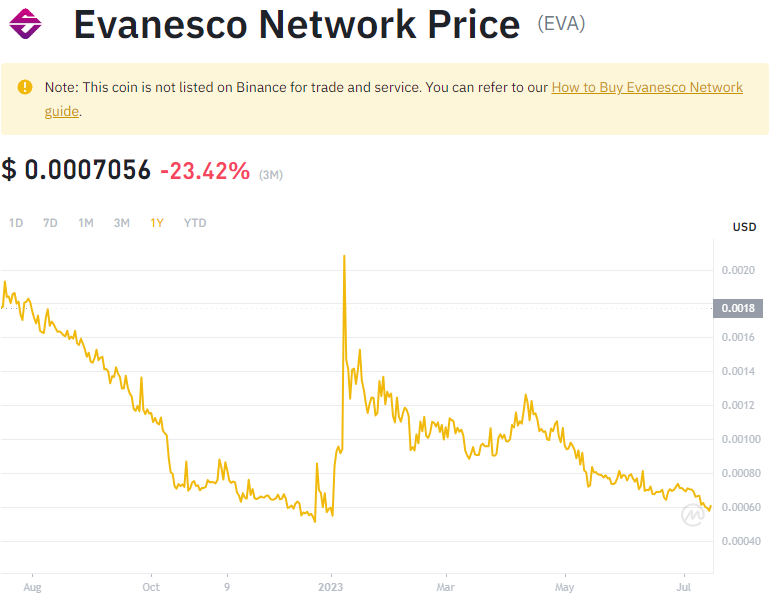 Evanesco Network Price (EVA)
Note: This coin is not listed on Binance for trade and service. You can refer to our How to Buy Evanesco Network
guide.
$ 0.0007056 -23.42% (3M)
1D 7D 1M 3M 1Y YTD
USD
0.0020
0.0018
0.0016
0.0014
0.0012
0.00100
0.00080
0.00060
0.00040
Aug Oct 9 2023 Mar May Jul